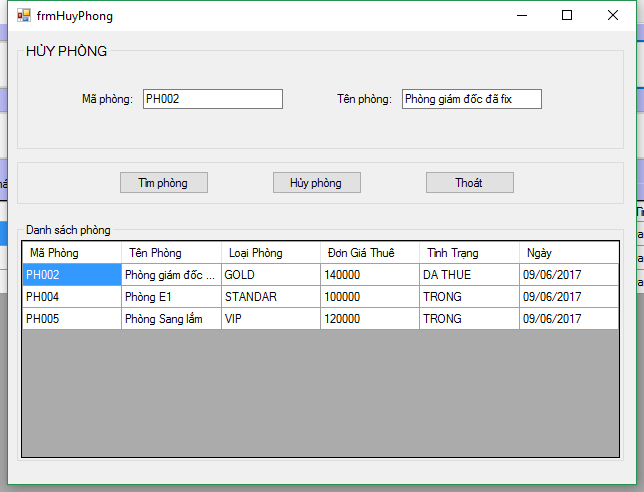 frmHuyPhong
HỦY PHÒNG
Mã phòng: PH002 Tên phòng: Phòng giám đốc đã fix
Tìm phòng Hủy phòng Thoát
Danh sách phòng
Mã Phòng Tên Phòng Loại Phòng Đơn Giá Thuê Tình Trạng Ngày
PH002 Phòng giám đốc ... GOLD 140000 DA THUE 09/06/2017
PH004 Phòng E1 STANDAR 100000 TRONG 09/06/2017
PH005 Phòng Sang lắm VIP 120000 TRONG 09/06/2017